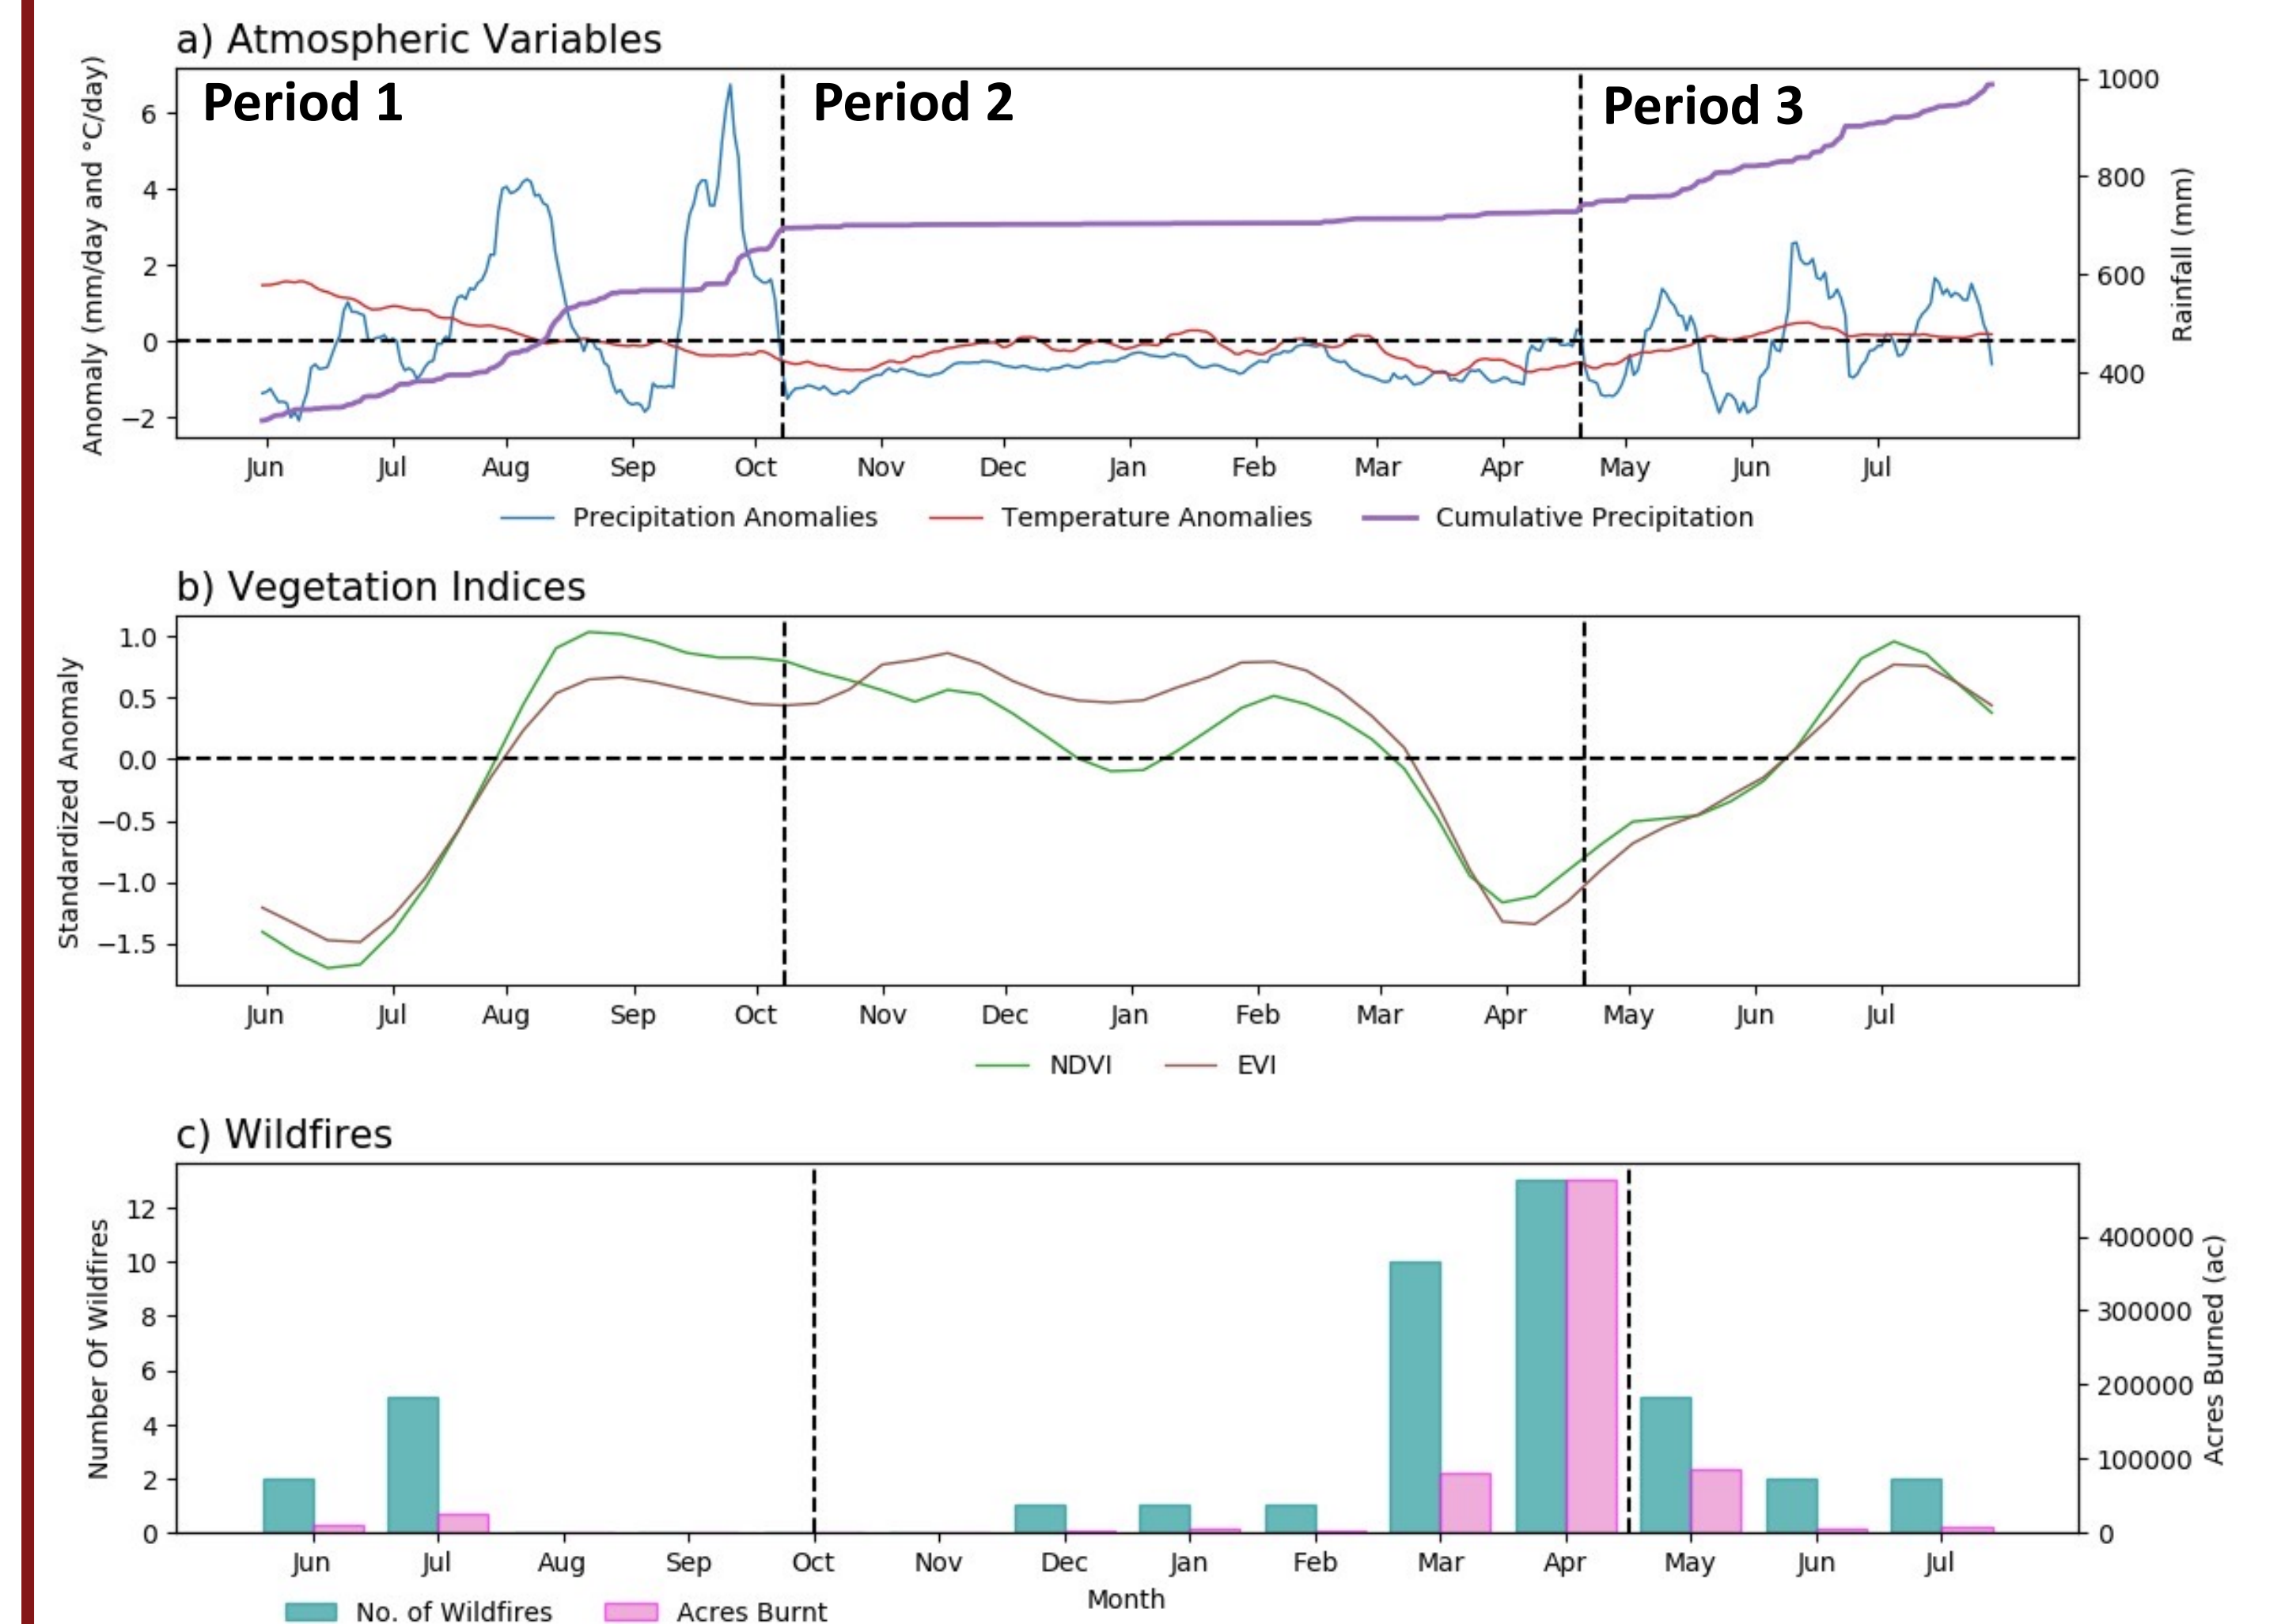 a) Atmospheric Variables
Period 1
Period 2
Period 3
Anomaly (mm/day and °C/day)
6
4
2
0
−2
1000
800
600
400
Rainfall (mm)
Jun Jul Aug Sep Oct Nov Dec Jan Feb Mar Apr May Jun Jul
Precipitation Anomalies Temperature Anomalies Cumulative Precipitation
b) Vegetation Indices
Standardized Anomaly
1.0
0.5
0.0
−0.5
−1.0
−1.5
Jun Jul Aug Sep Oct Nov Dec Jan Feb Mar Apr May Jun Jul
NDVI EVI
c) Wildfires
Number Of Wildfires
12
10
8
6
4
2
0
400000
300000
200000
100000
0
Acres Burned (ac)
Jun Jul Aug Sep Oct Nov Dec Jan Feb Mar Apr May Jun Jul
Month
No. of Wildfires Acres Burnt